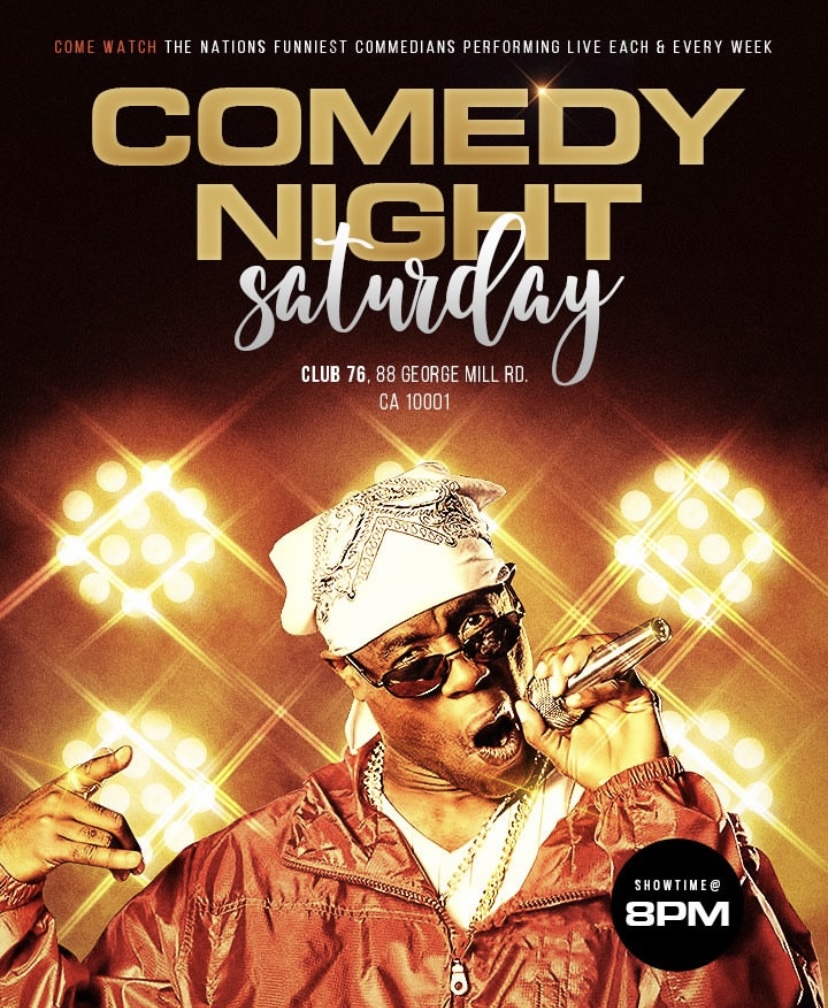 COME WATCH THE NATIONS FUNNIEST COMMEDIANS PERFORMING LIVE EACH & EVERY WEEK
COMEDY
NIGHT
saturday
CLUB 76, 88 GEORGE MILL RD.
CA 10001
SHOWTIME@
8PM